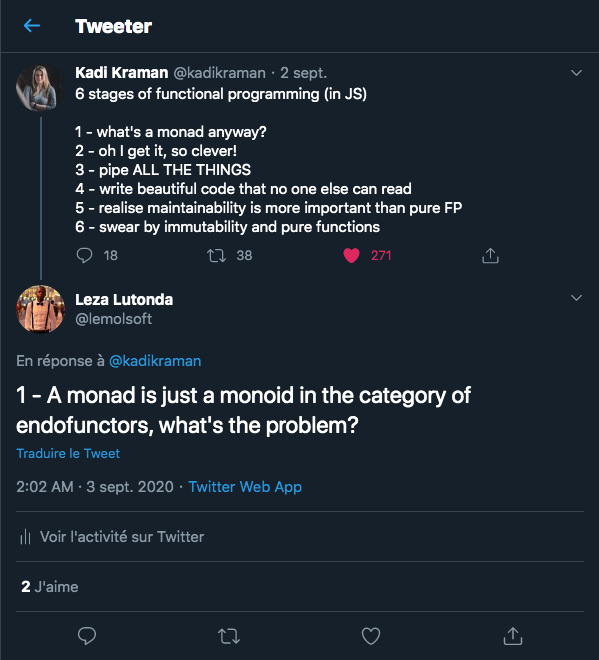 Tweeter
Kadi Kraman @kadikraman · 2 sept.
6 stages of functional programming (in JS)
1 - what's a monad anyway?
2 - oh I get it, so clever!
3 - pipe ALL THE THINGS
4 - write beautiful code that no one else can read
5 - realise maintainability is more important than pure FP
6 - swear by immutability and pure functions
18 38 271
Leza Lutonda
@lemolsoft
En réponse à @kadikraman
1 - A monad is just a monoid in the category of
endofunctors, what's the problem?
Traduire le Tweet
2:02 AM · 3 sept. 2020 · Twitter Web App
Voir l'activité sur Twitter
2 J'aime